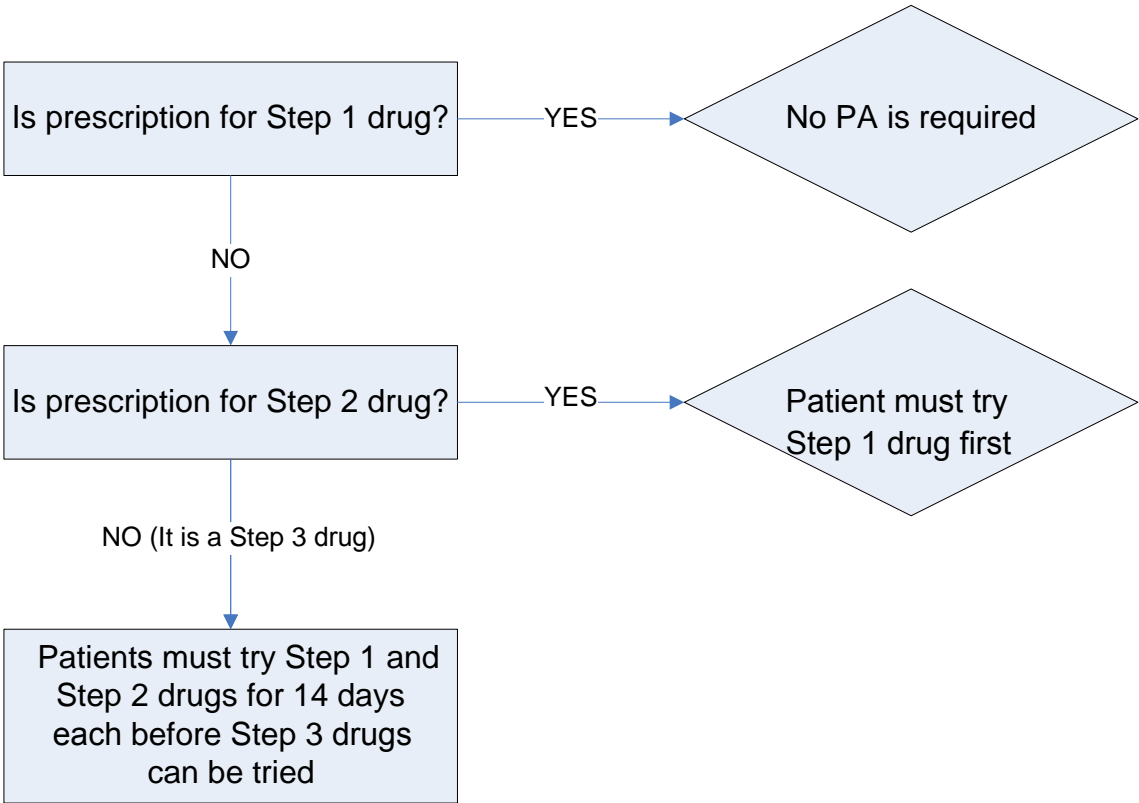 Is prescription for Step 1 drug?
YES
No PA is required
NO
Is prescription for Step 2 drug?
YES
Patient must try
Step 1 drug first
NO (It is a Step 3 drug)
Patients must try Step 1 and
Step 2 drugs for 14 days
each before Step 3 drugs
can be tried